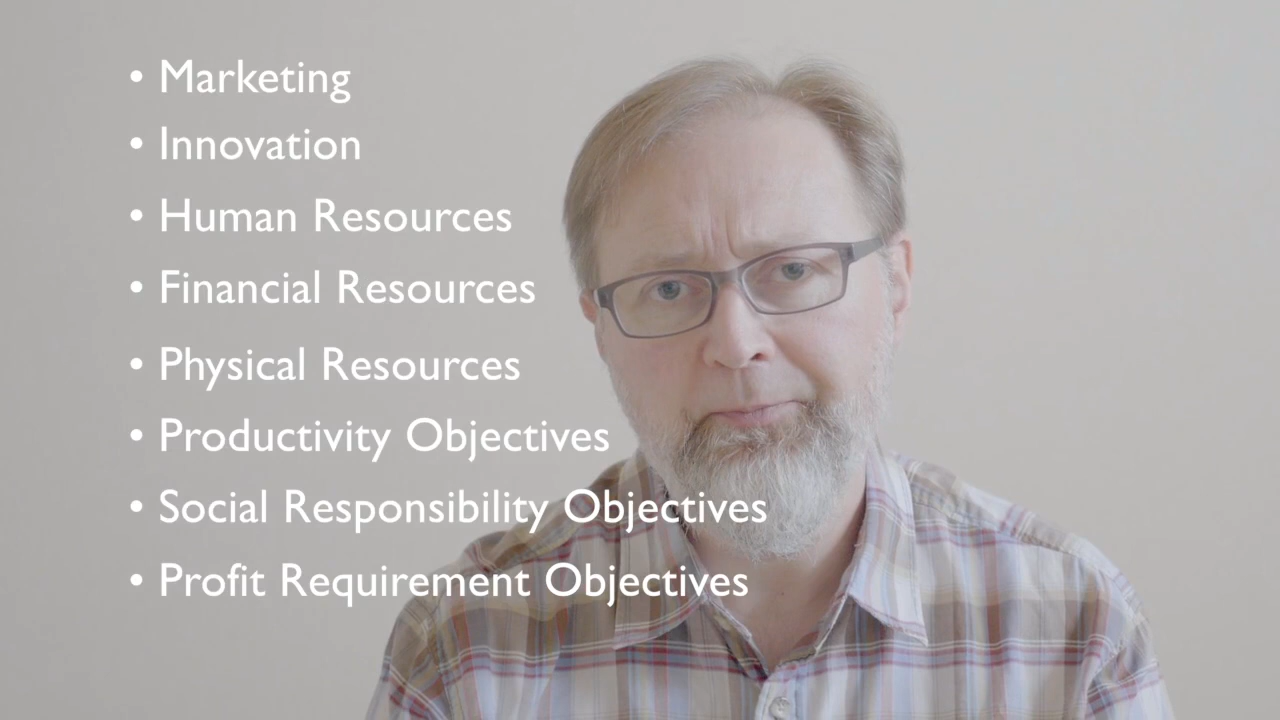 • Marketing
• Innovation
• Human Resources
• Financial Resources
• Physical Resources
• Productivity Objectives
• Social Responsibility Objectives
• Profit Requirement Objectives